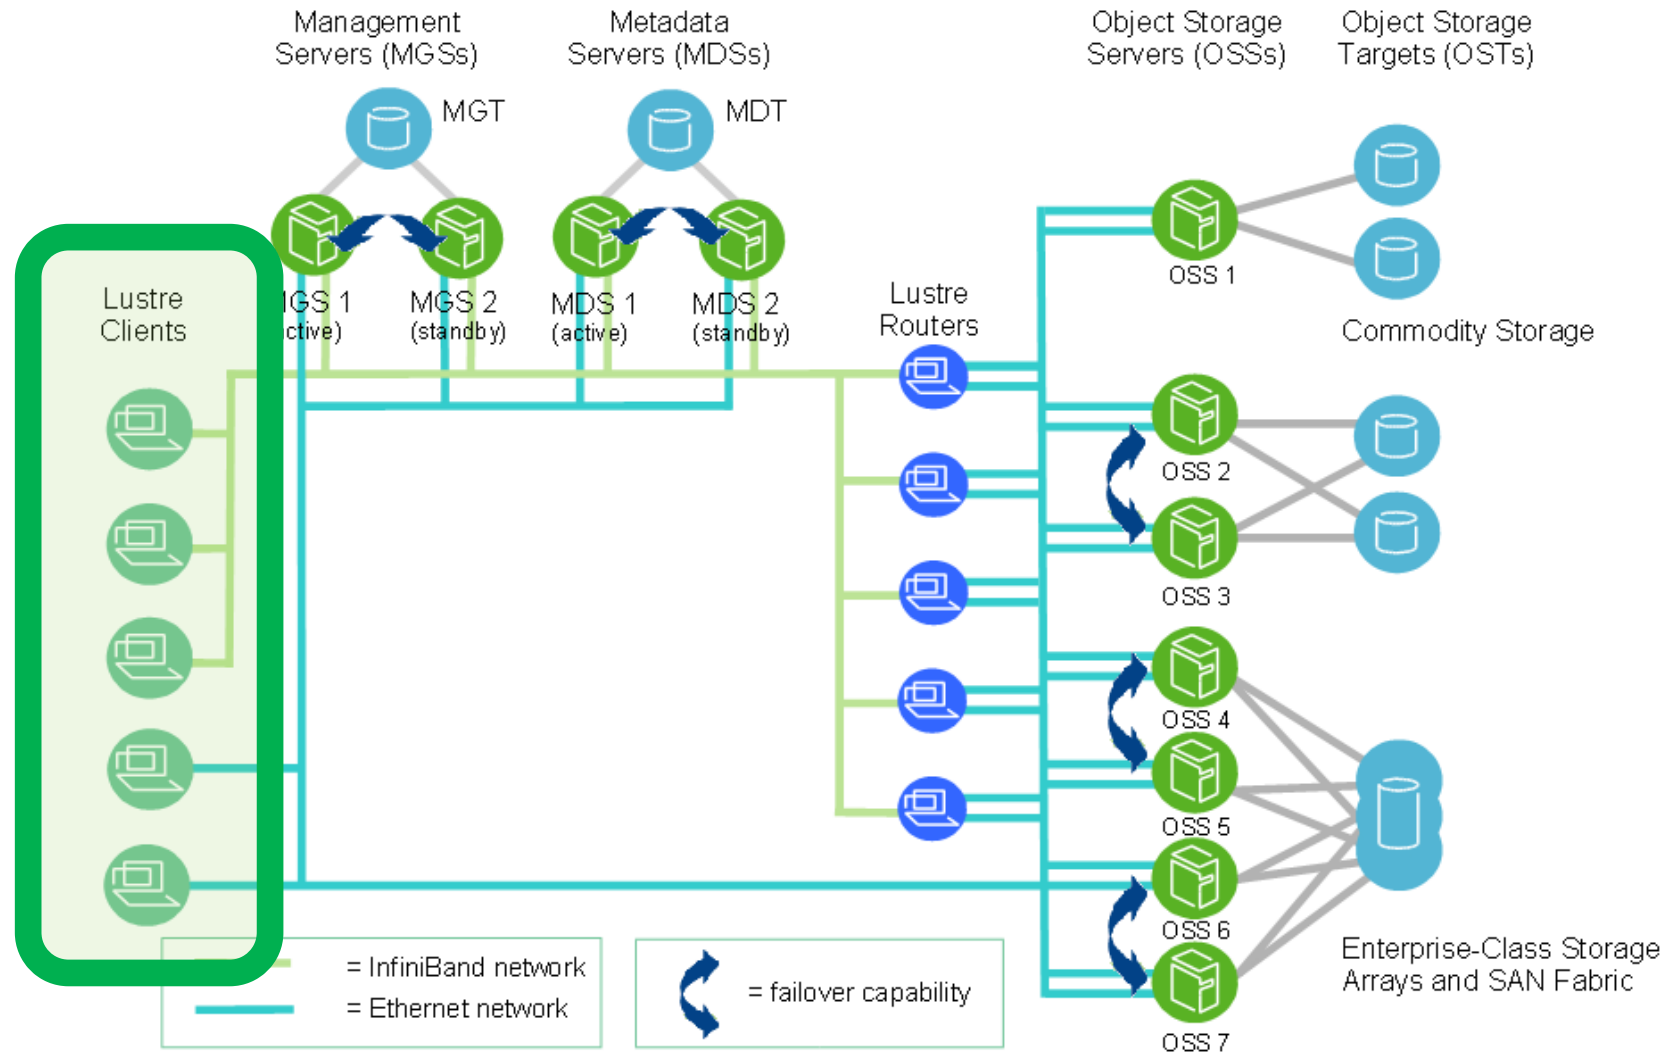 Management
Servers (MGSs)
Metadata
Servers (MDSs)
Object Storage
Servers (OSSs)
Object Storage
Targets (OSTs)
MGT
MDT
OSS 1
Lustre
Clients
GS 1
ctive)
MGS 2
(standby)
MDS 1
(active)
MDS 2
(standby)
Lustre
Routers
Commodity Storage
OSS 2
OSS 3
OSS 4
OSS 5
OSS 6
Enterprise-Class Storage
Arrays and SAN Fabric
= InfiniBand network
= Ethernet network
= failover capability
OSS 7